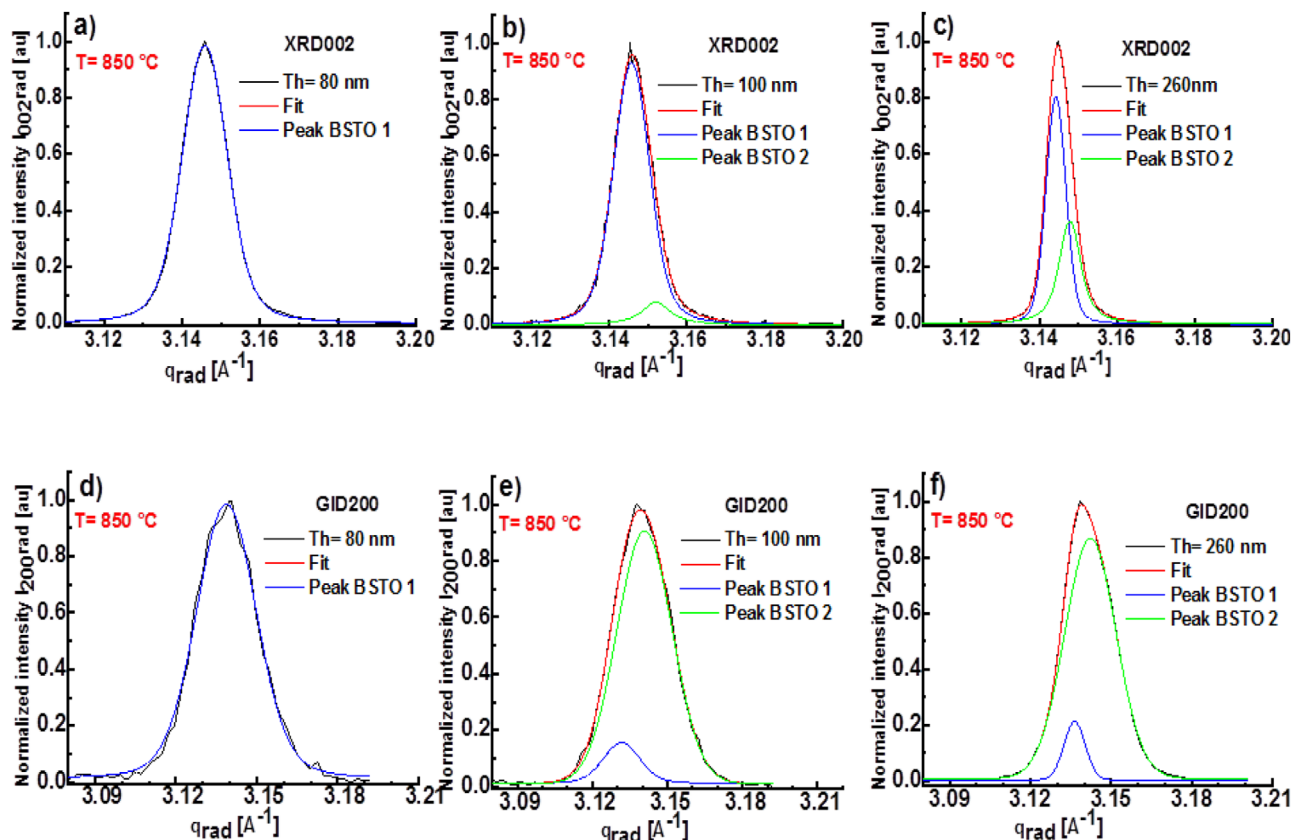 a)
XRD002
T= 850 °C
Th= 80 nm
Fit
Peak BSTO 1
Normalized intensity I002rad [au]
1.0
0.8
0.6
0.4
0.2
0.0
3.12 3.14 3.16 3.18 3.20
qrad [A-1]
b)
XRD002
T= 850 °C
Th= 100 nm
Fit
Peak BSTO 1
Peak BSTO 2
Normalized intensity I002rad [au]
1.0
0.8
0.6
0.4
0.2
0.0
3.12 3.14 3.16 3.18 3.20
qrad [A-1]
c)
XRD002
T= 850 °C
Th= 260nm
Fit
Peak BSTO 1
Peak BSTO 2
Normalized intensity I002rad [au]
1.0
0.8
0.6
0.4
0.2
0.0
3.12 3.14 3.16 3.18 3.20
qrad [A-1]
d)
GID200
T= 850 °C
Th= 80 nm
Fit
Peak BSTO 1
Normalized intensity I200rad [au]
1.0
0.8
0.6
0.4
0.2
0.0
3.09 3.12 3.15 3.18 3.21
qrad [A-1]
e)
GID200
T= 850 °C
Th= 100 nm
Fit
Peak BSTO 1
Peak BSTO 2
Normalized intensity I200rad [au]
1.0
0.8
0.6
0.4
0.2
0.0
3.09 3.12 3.15 3.18 3.21
qrad [A-1]
f)
GID200
T= 850 °C
Th= 260 nm
Fit
Peak BSTO 1
Peak BSTO 2
Normalized intensity I200rad [au]
1.0
0.8
0.6
0.4
0.2
0.0
3.09 3.12 3.15 3.18 3.21
qrad [A-1]